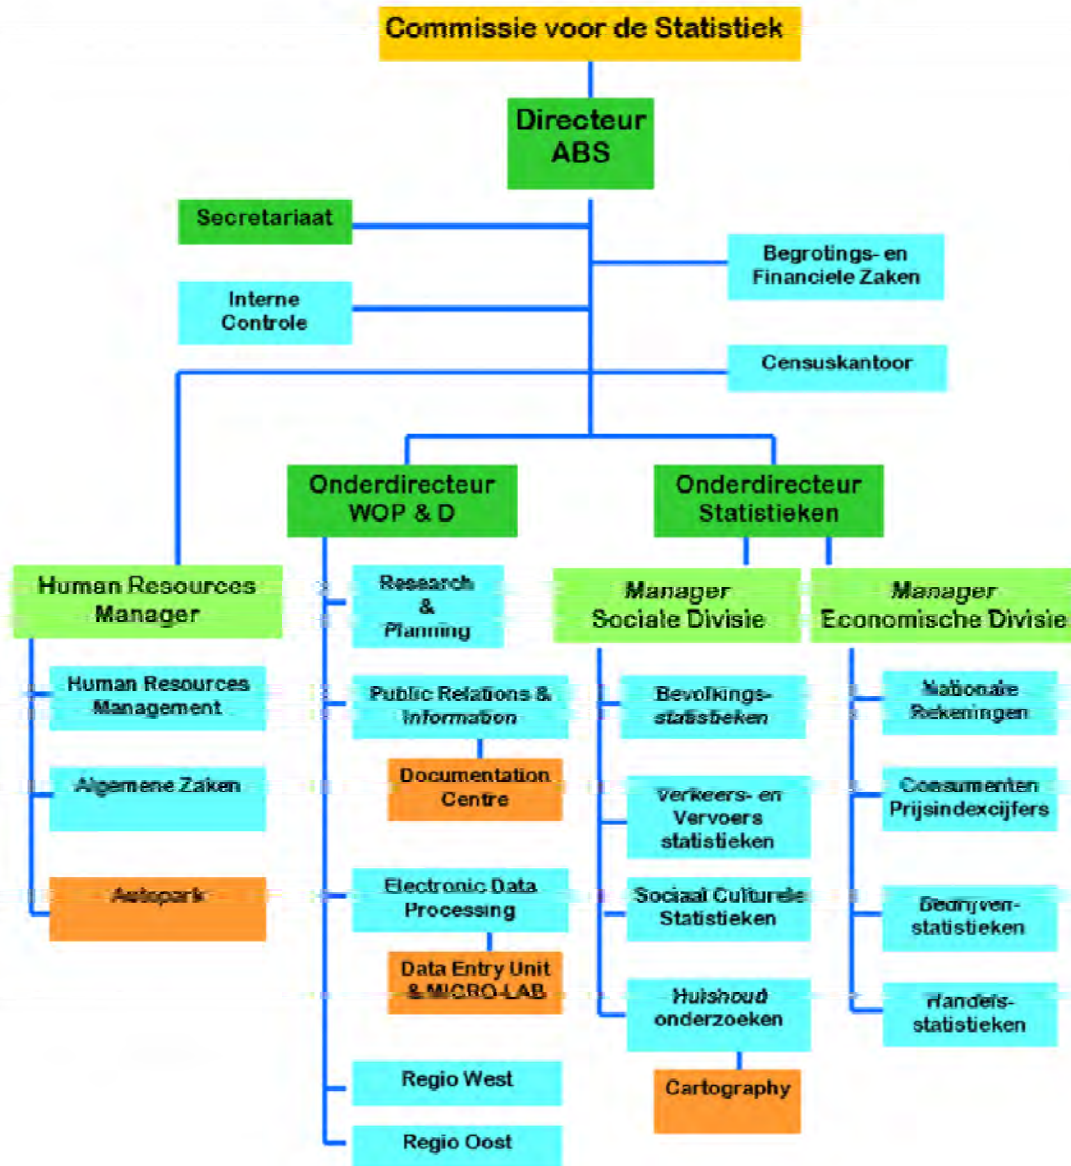 Commissie voor de Statistiek
Directeur
ABS
Secretariaat
Begrotings- en
Financiele Zaken
Interne
Controle
Censuskantoor
Onderdirecteur
WOP & D
Onderdirecteur
Statistieken
Human Resources
Manager
Research
&
Planning
Manager
Sociale Divisie
Manager
Economische Divisie
Human Resources
Management
Public Relations &
Information
Bevolkings-
statistieken
Nationale
Rekeningen
Documentation
Centre
Algemene Zaken
Verkeers- en
Vervoers
statistieken
Consumenten
Prijsindexcijfers
Autopark
Electronic Data
Processing
Sociaal Culturele
Statistieken
Bedrijven-
statistieken
Data Entry Unit
& MICRO-LAB
Huishoud
onderzoeken
Handels-
statistieken
Regio West
Cartography
Regio Oost